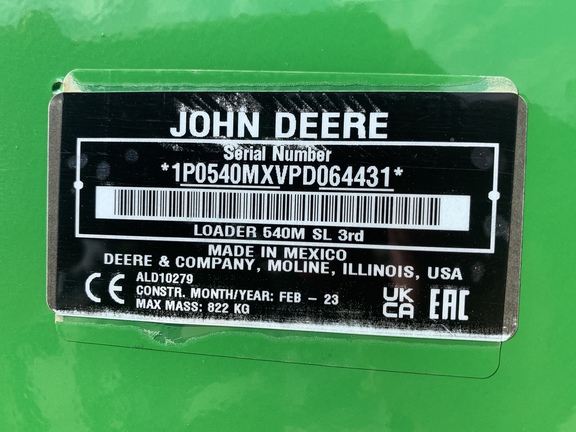 JOHN DEERE
Serial Number
*1P0540MXVPD064431*
LOADER 540M SL 3rd
MADE IN MEXICO
DEERE & COMPANY, MOLINE, ILLINOIS, USA
ALD10279
CE CONSTR. MONTH/YEAR: FEB - 23 UK CA EAC
MAX MASS: 822 KG